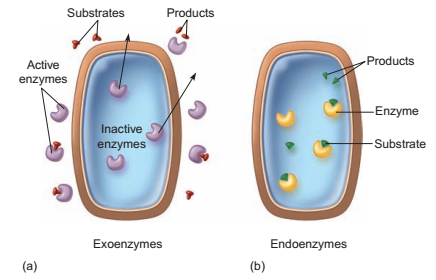 Substrates
Products
Active
enzymes
Inactive
enzymes
Exoenzymes
(a)
Products
Enzyme
Substrate
Endoenzymes
(b)